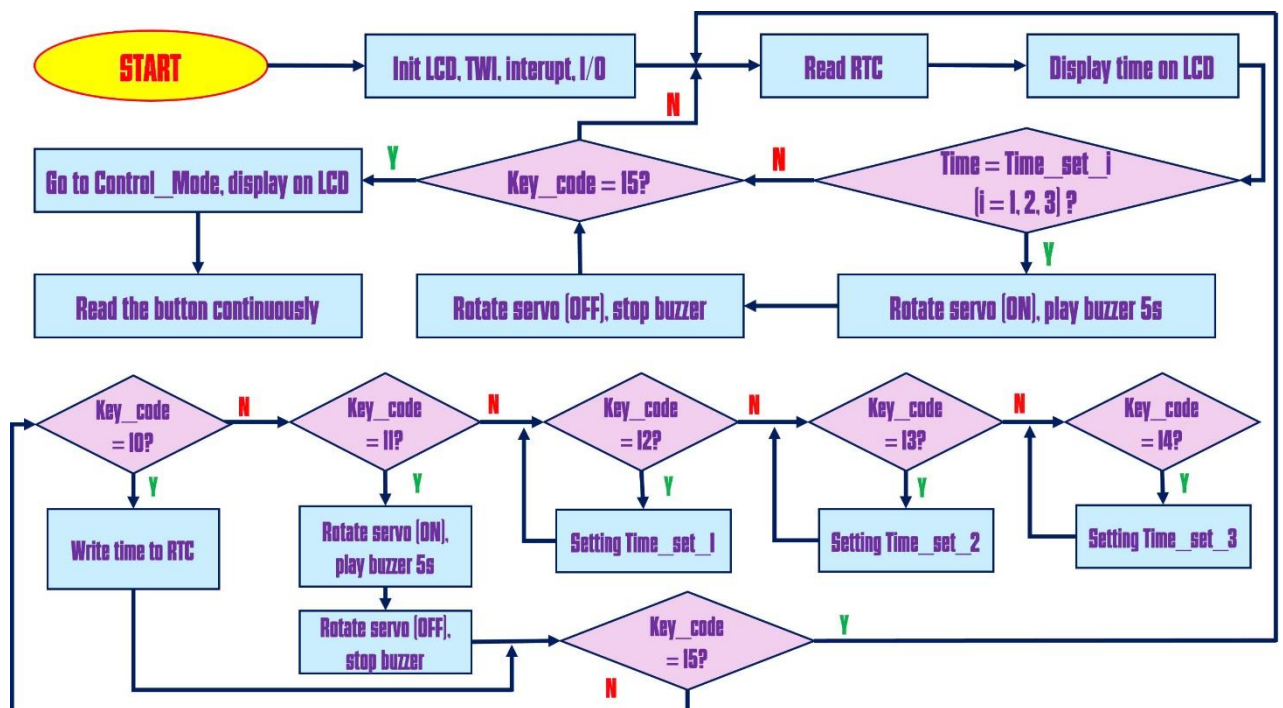 START
Init LCD, TWI, interupt, I/O
Read RTC
Display time on LCD
N
Y
Go to Control_Mode, display on LCD
Key_code = 15?
N
Time = Time_set_i
(i = 1, 2, 3) ?
Y
Read the button continuously
Rotate servo (OFF), stop buzzer
Rotate servo (ON), play buzzer 5s
Key_code
= 10?
N
Key_code
= 11?
N
Key_code
= 12?
N
Key_code
= 13?
N
Key_code
= 14?
Y
Y
Y
Y
Y
Write time to RTC
Rotate servo (ON),
play buzzer 5s
Setting Time_set_1
Setting Time_set_2
Setting Time_set_3
Rotate servo (OFF),
stop buzzer
Key_code
= 15?
Y
N